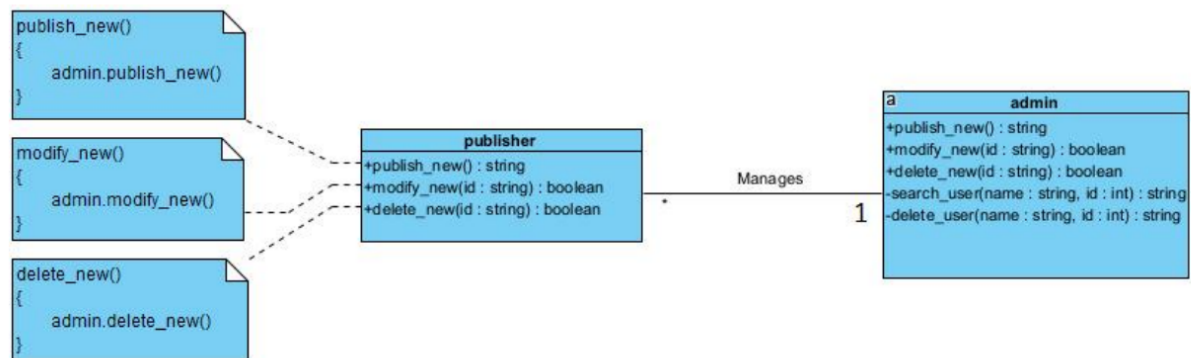 publish_new()
{
admin.publish_new()
}
modify_new()
{
admin.modify_new()
}
delete_new()
{
admin.delete_new()
}
publisher
+publish_new() : string
+modify_new(id : string) : boolean
+delete_new(id : string) : boolean
Manages
*
1
a
admin
+publish_new() : string
+modify_new(id : string) : boolean
+delete_new(id : string) : boolean
-search_user(name : string, id : int) : string
-delete_user(name : string, id : int) : string